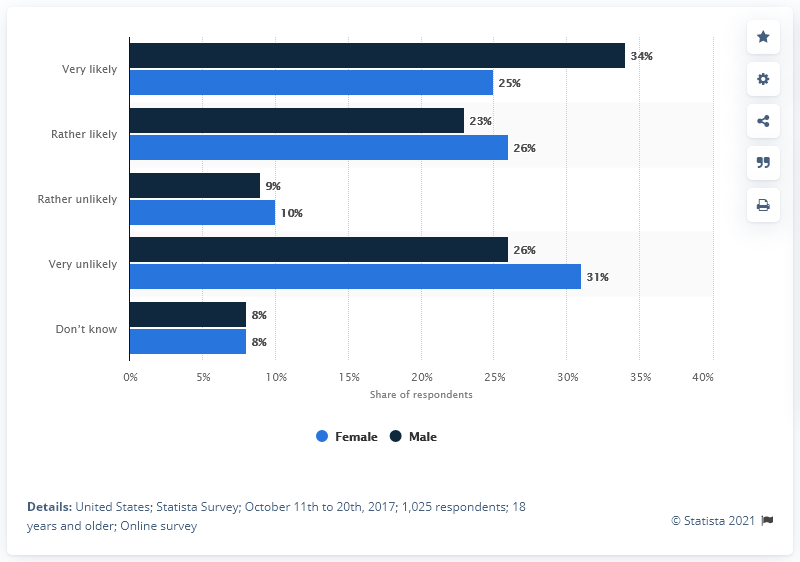 Very likely
34%
25%
Rather likely
23%
26%
Rather unlikely
9%
10%
Very unlikely
26%
31%
Don't know
8%
8%
0% 5% 10% 15% 20% 25% 30% 35% 40%
Share of respondents
Female Male
Details: United States; Statista Survey; October 11th to 20th, 2017; 1,025 respondents; 18
years and older; Online survey
© Statista 2021